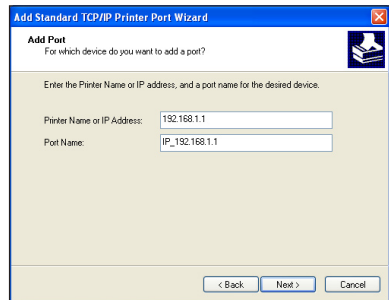 Add Standard TCP/IP Printer Port Wizard
Add Port
For which device do you want to add a port?
Enter the Printer Name or IP address, and a port name for the desired device.
Printer Name or IP Address: 192.168.1.1
Port Name: IP_192.168.1.1
< Back Next > Cancel